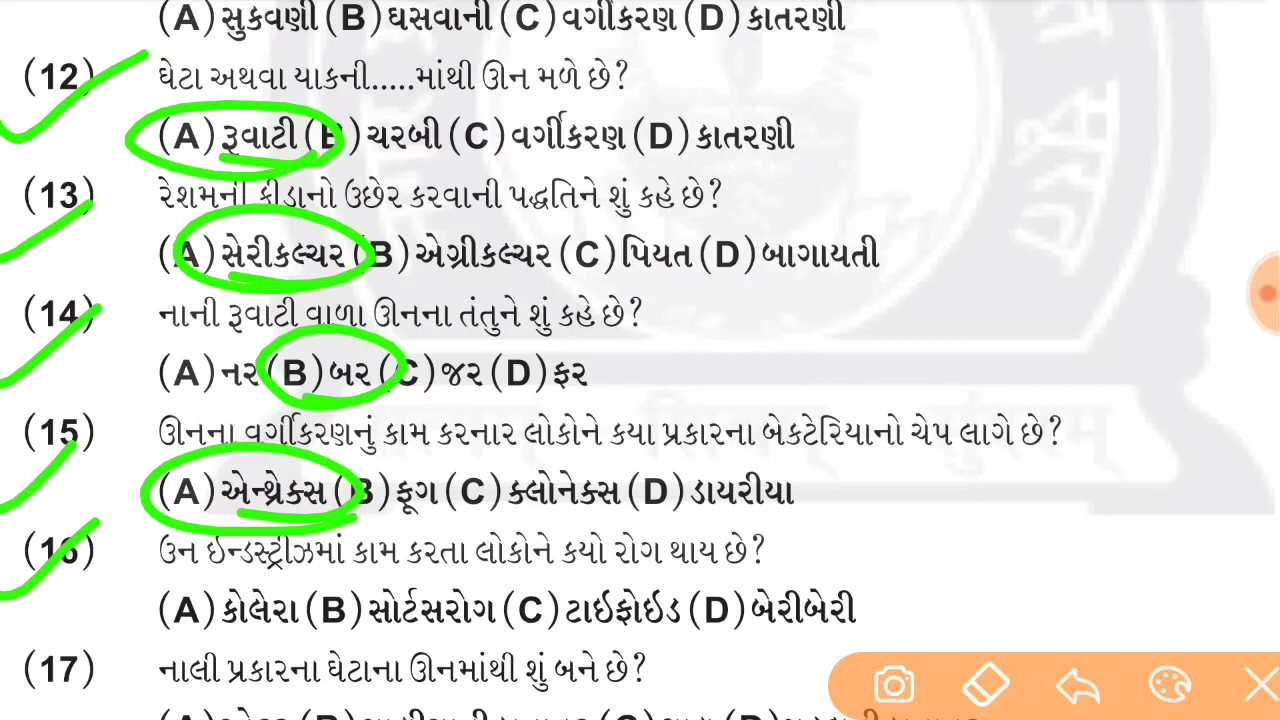 (A) સુકવણી (B) ઘસવાની (C) વર્ગીકરણ (D) કાતરણી
(12) ઘેટા અથવા યાકની.....માંથી ઊન મળે છે?
(A) રૂવાટી (B) ચરબી (C) વર્ગીકરણ (D) કાતરણી
(13) રેશમની કીડાનો ઉછેર કરવાની પદ્ધતિને શું કહે છે?
(A) સેરીકલ્ચર (B) એગ્રીકલ્ચર (C) પિયત (D) બાગાયતી
(14) નાની રૂવાટી વાળા ઊનના તંતુને શું કહે છે?
(A) નર (B) બર (C) જર (D) ફર
(15) ઊનના વર્ગીકરણનું કામ કરનાર લોકોને કયા પ્રકારના બેકટેરિયાનો ચેપ લાગે છે?
(A) એન્થ્રેક્સ (B) ફૂગ (C) ક્લોનેક્સ (D) ડાયરીયા
(16) ઉન ઇન્ડસ્ટ્રીઝમાં કામ કરતા લોકોને કયો રોગ થાય છે?
(A) કોલેરા (B) સોર્ટસરોગ (C) ટાઇફોઇડ (D) બેરીબેરી
(17) નાલી પ્રકારના ઘેટાના ઊનમાંથી શું બને છે?